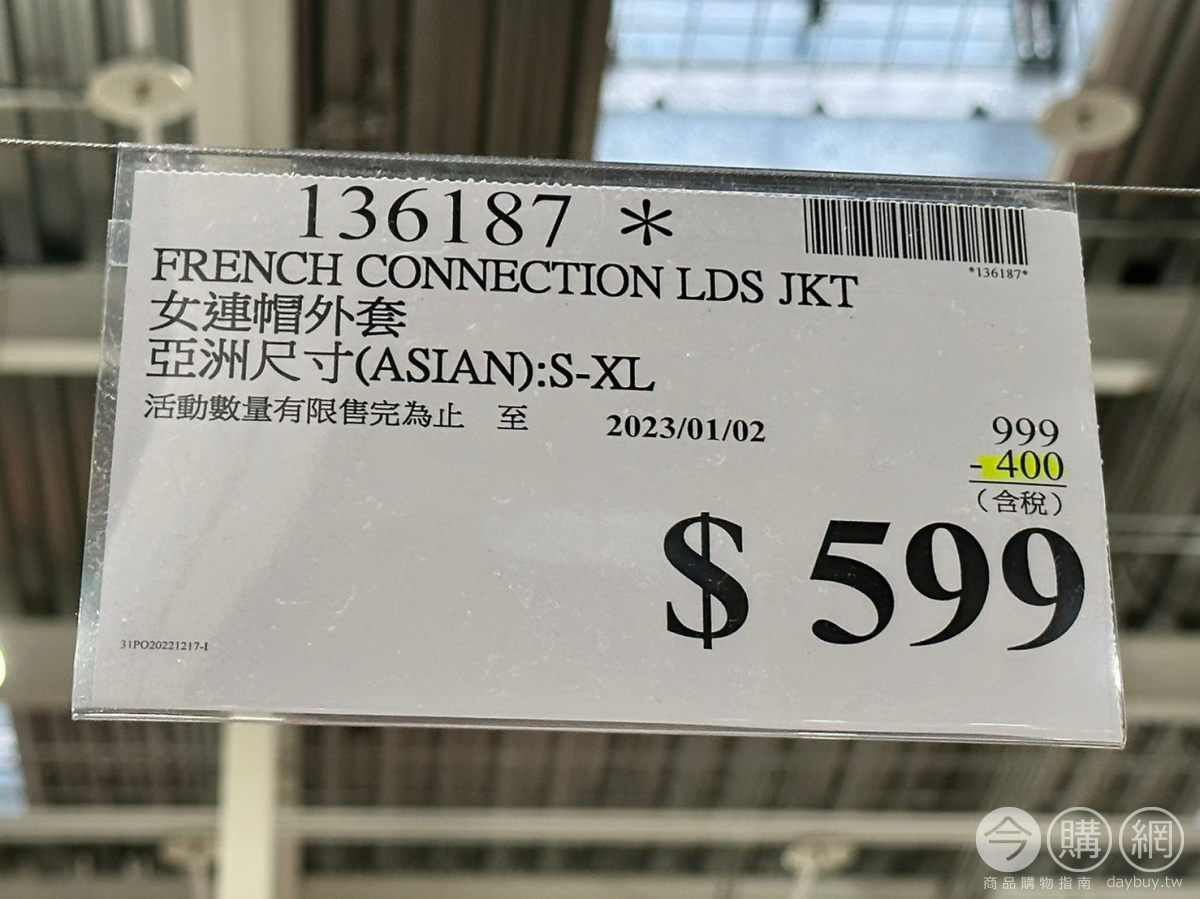 136187 *
*136187*
FRENCH CONNECTION LDS JKT
女連帽外套
亞洲尺寸(ASIAN):S-XL
活動數量有限售完為止 至 2023/01/02
999
- 400
(含稅)
$ 599
31PO20221217-I
今購網
商品購物指南 daybuy.tw